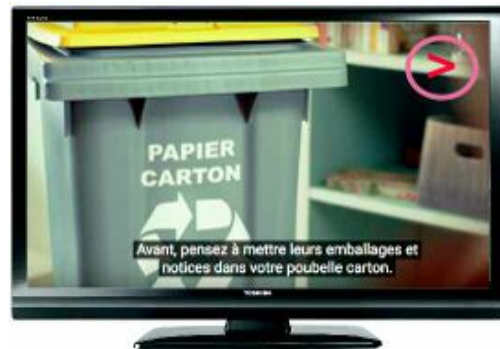 >
PAPIER
CARTON
Avant, pensez à mettre leurs emballages et
notices dans votre poubelle carton.
TOSHIBA